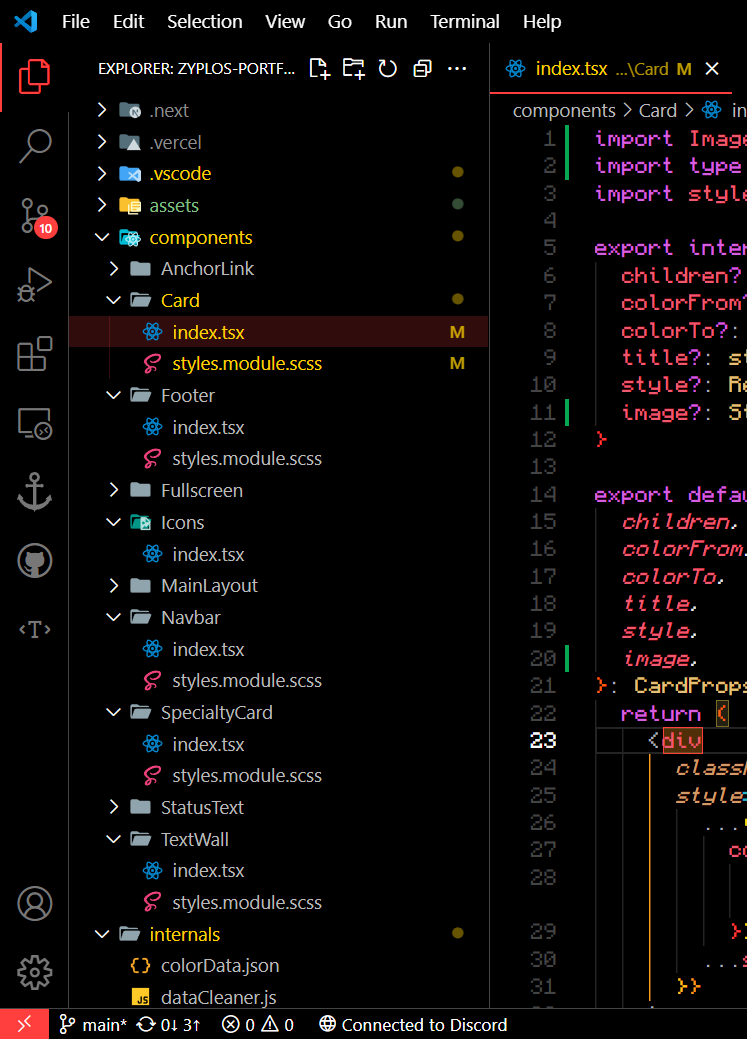 File Edit Selection View Go Run Terminal Help
EXPLORER: ZYPLOS-PORTF...
.next
.vercel
.vscode
assets
components
AnchorLink
Card
index.tsx M
styles.module.scss M
Footer
index.tsx
styles.module.scss
Fullscreen
Icons
index.tsx
MainLayout
Navbar
index.tsx
styles.module.scss
SpecialtyCard
index.tsx
styles.module.scss
StatusText
TextWall
index.tsx
styles.module.scss
internals
colorData.json
dataCleaner.js
10
index.tsx ...\Card M
components > Card > in
1 import Image
2 import type
3 import style
4
5 export inter
6 children?
7 colorFrom?
8 colorTo?:
9 title?: st
10 style?: Re
11 image?: St
12 }
13
14 export defau
15 children,
16 colorFrom,
17 colorTo,
18 title,
19 style,
20 image,
21 }: CardProps
22 return (
23 <div
24 class
25 style=
26 ...
27 co
28
29 }
30 ...s
31 }}
main* 0↓ 3↑ 0 0 Connected to Discord